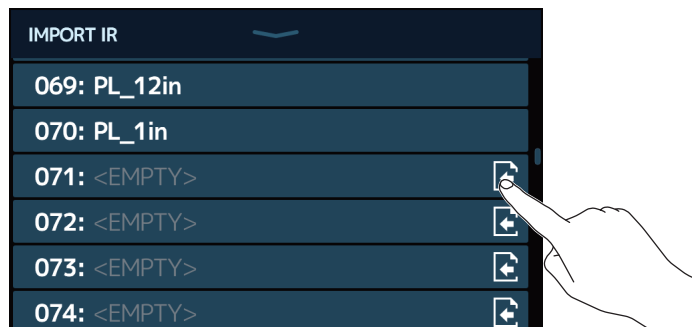 IMPORT IR
069: PL_12in
070: PL_1in
071: <EMPTY>
072: <EMPTY>
073: <EMPTY>
074: <EMPTY>